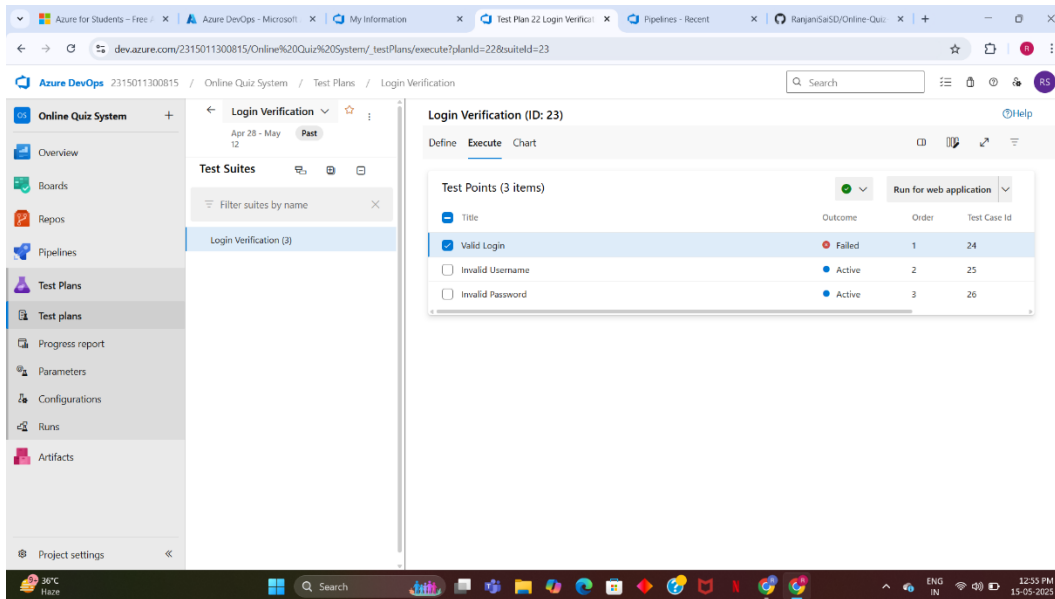 Azure for Students - Free A
Azure DevOps - Microsoft
My Information
Test Plan 22 Login Verificat
Pipelines - Recent
RanjaniSaiSD/Online-Quiz
dev.azure.com/2315011300815/Online%20Quiz%20System/_testPlans/execute?planId=22&suiteId=23
R
Azure DevOps 2315011300815 / Online Quiz System / Test Plans / Login Verification
Search
RS
OS Online Quiz System +
Overview
Boards
Repos
Pipelines
Test Plans
Test plans
Progress report
Parameters
Configurations
Runs
Artifacts
Project settings
Login Verification
Apr 28 - May 12
Past
Test Suites
Filter suites by name
Login Verification (3)
Login Verification (ID: 23)
Help
Define Execute Chart
Test Points (3 items)
Run for web application
Title Outcome Order Test Case Id
Valid Login Failed 1 24
Invalid Username Active 2 25
Invalid Password Active 3 26
9+
36°C
Haze
Search
ENG
IN
12:55 PM
15-05-2025